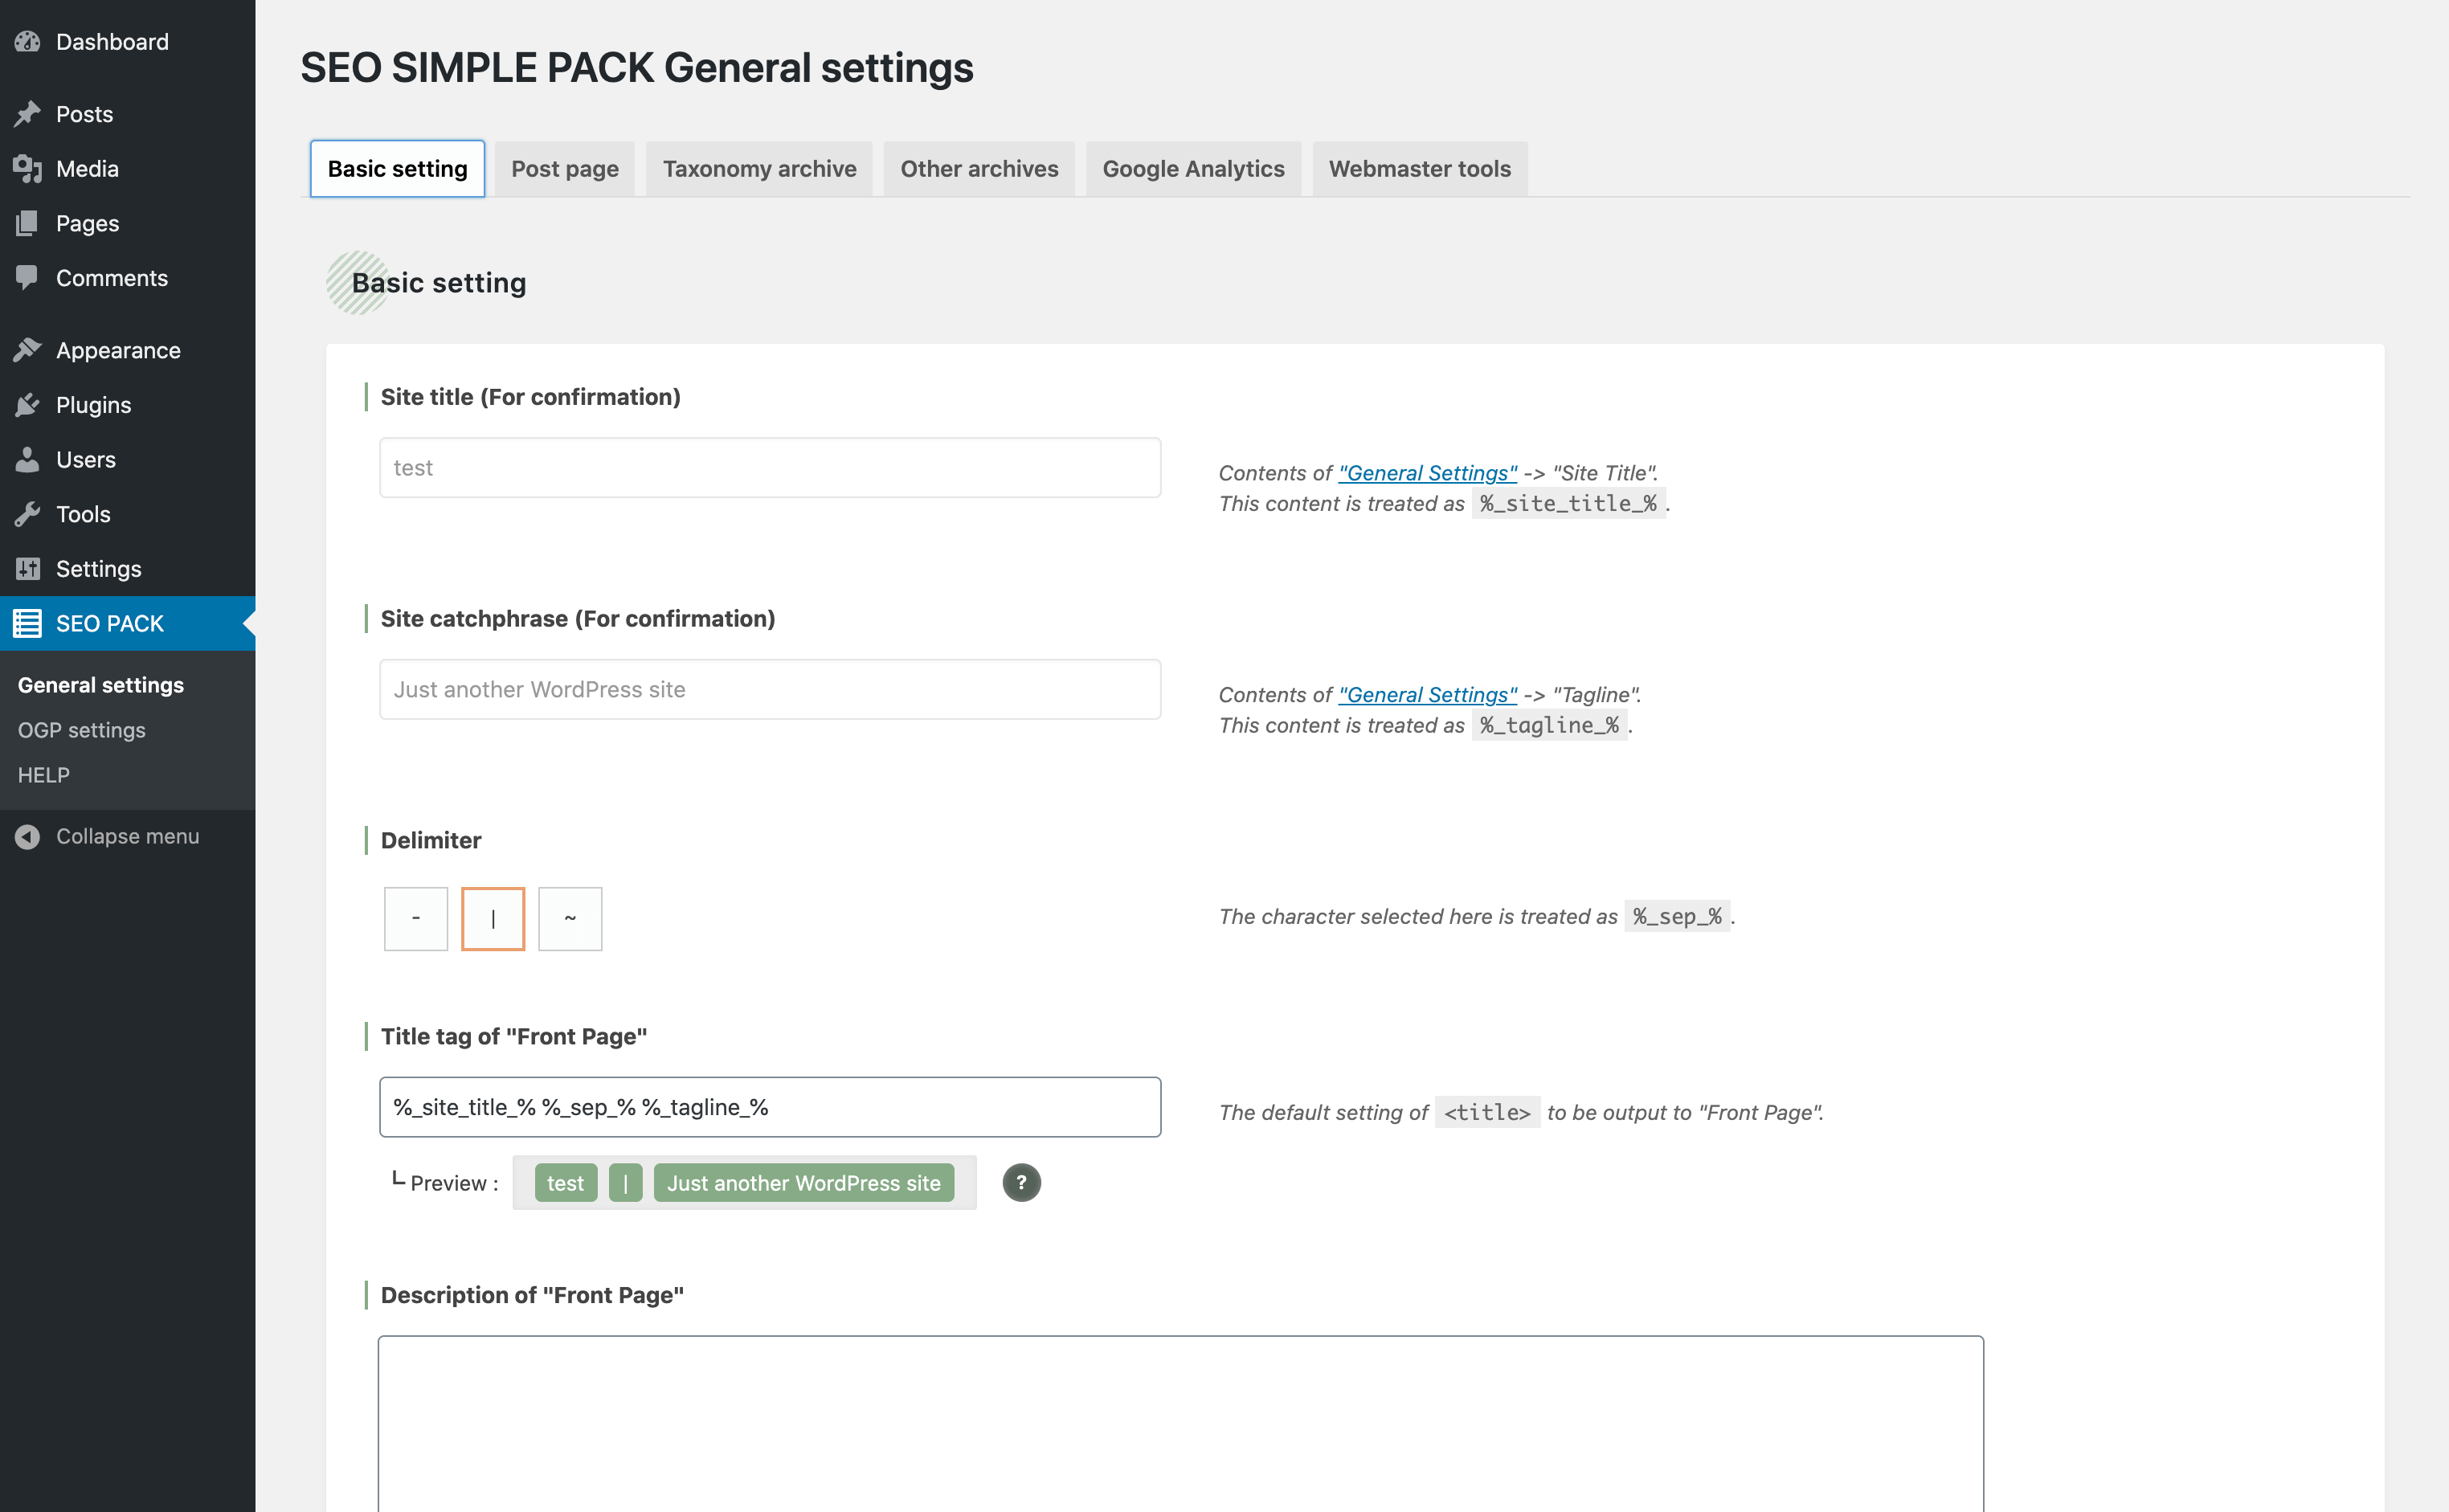 Dashboard
Posts
Media
Pages
Comments
Appearance
Plugins
Users
Tools
Settings
SEO PACK
General settings
OGP settings
HELP
Collapse menu
SEO SIMPLE PACK General settings
Basic setting
Post page
Taxonomy archive
Other archives
Google Analytics
Webmaster tools
Basic setting
Site title (For confirmation)
test
Contents of "General Settings" -> "Site Title".
This content is treated as %_site_title_% .
Site catchphrase (For confirmation)
Just another WordPress site
Contents of "General Settings" -> "Tagline".
This content is treated as %_tagline_% .
Delimiter
- | ~
The character selected here is treated as %_sep_% .
Title tag of "Front Page"
%_site_title_% %_sep_% %_tagline_%
The default setting of <title> to be output to "Front Page".
┗ Preview : test | Just another WordPress site ?
Description of "Front Page"